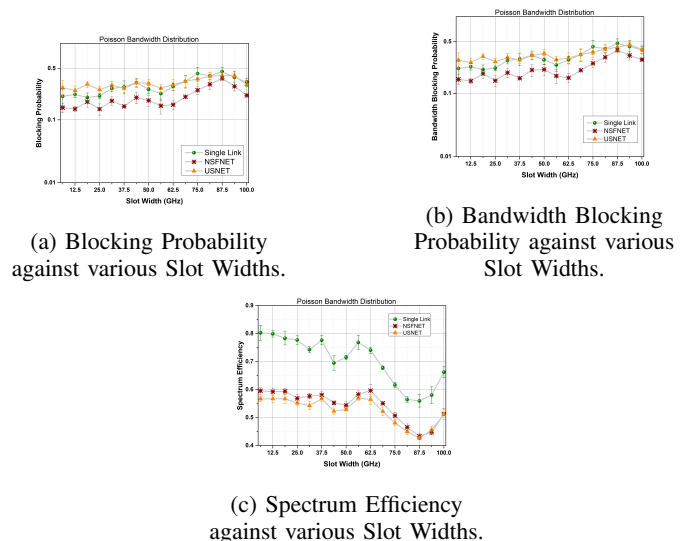 Poisson Bandwidth Distribution
Blocking Probability
0.5
0.1
0.01
Single Link
NSFNET
USNET
12.5 25.0 37.5 50.0 62.5 75.0 87.5 100.0
Slot Width (GHz)
(a) Blocking Probability
against various Slot Widths.
Poisson Bandwidth Distribution
Bandwidth Blocking Probability
0.5
0.1
0.01
Single Link
NSFNET
USNET
12.5 25.0 37.5 50.0 62.5 75.0 87.5 100.0
Slot Width (GHz)
(b) Bandwidth Blocking
Probability against various
Slot Widths.
Poisson Bandwidth Distribution
Spectrum Efficiency
0.9
0.8
0.7
0.6
0.5
0.4
Single Link
NSFNET
USNET
12.5 25.0 37.5 50.0 62.5 75.0 87.5 100.0
Slot Width (GHz)
(c) Spectrum Efficiency
against various Slot Widths.